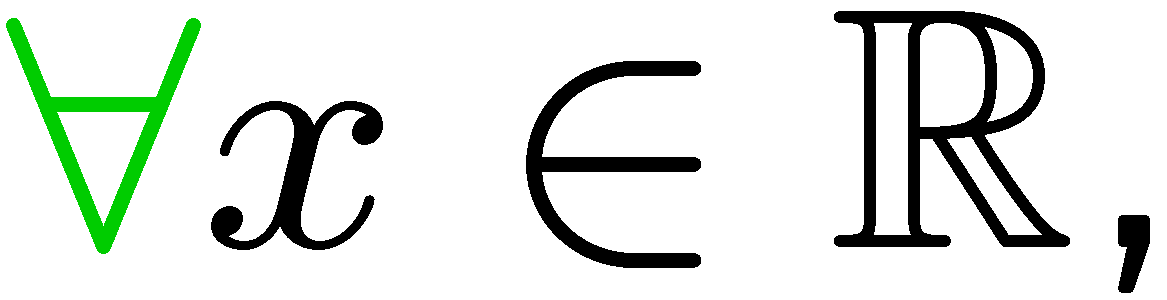 ∀x ∈ ℝ,